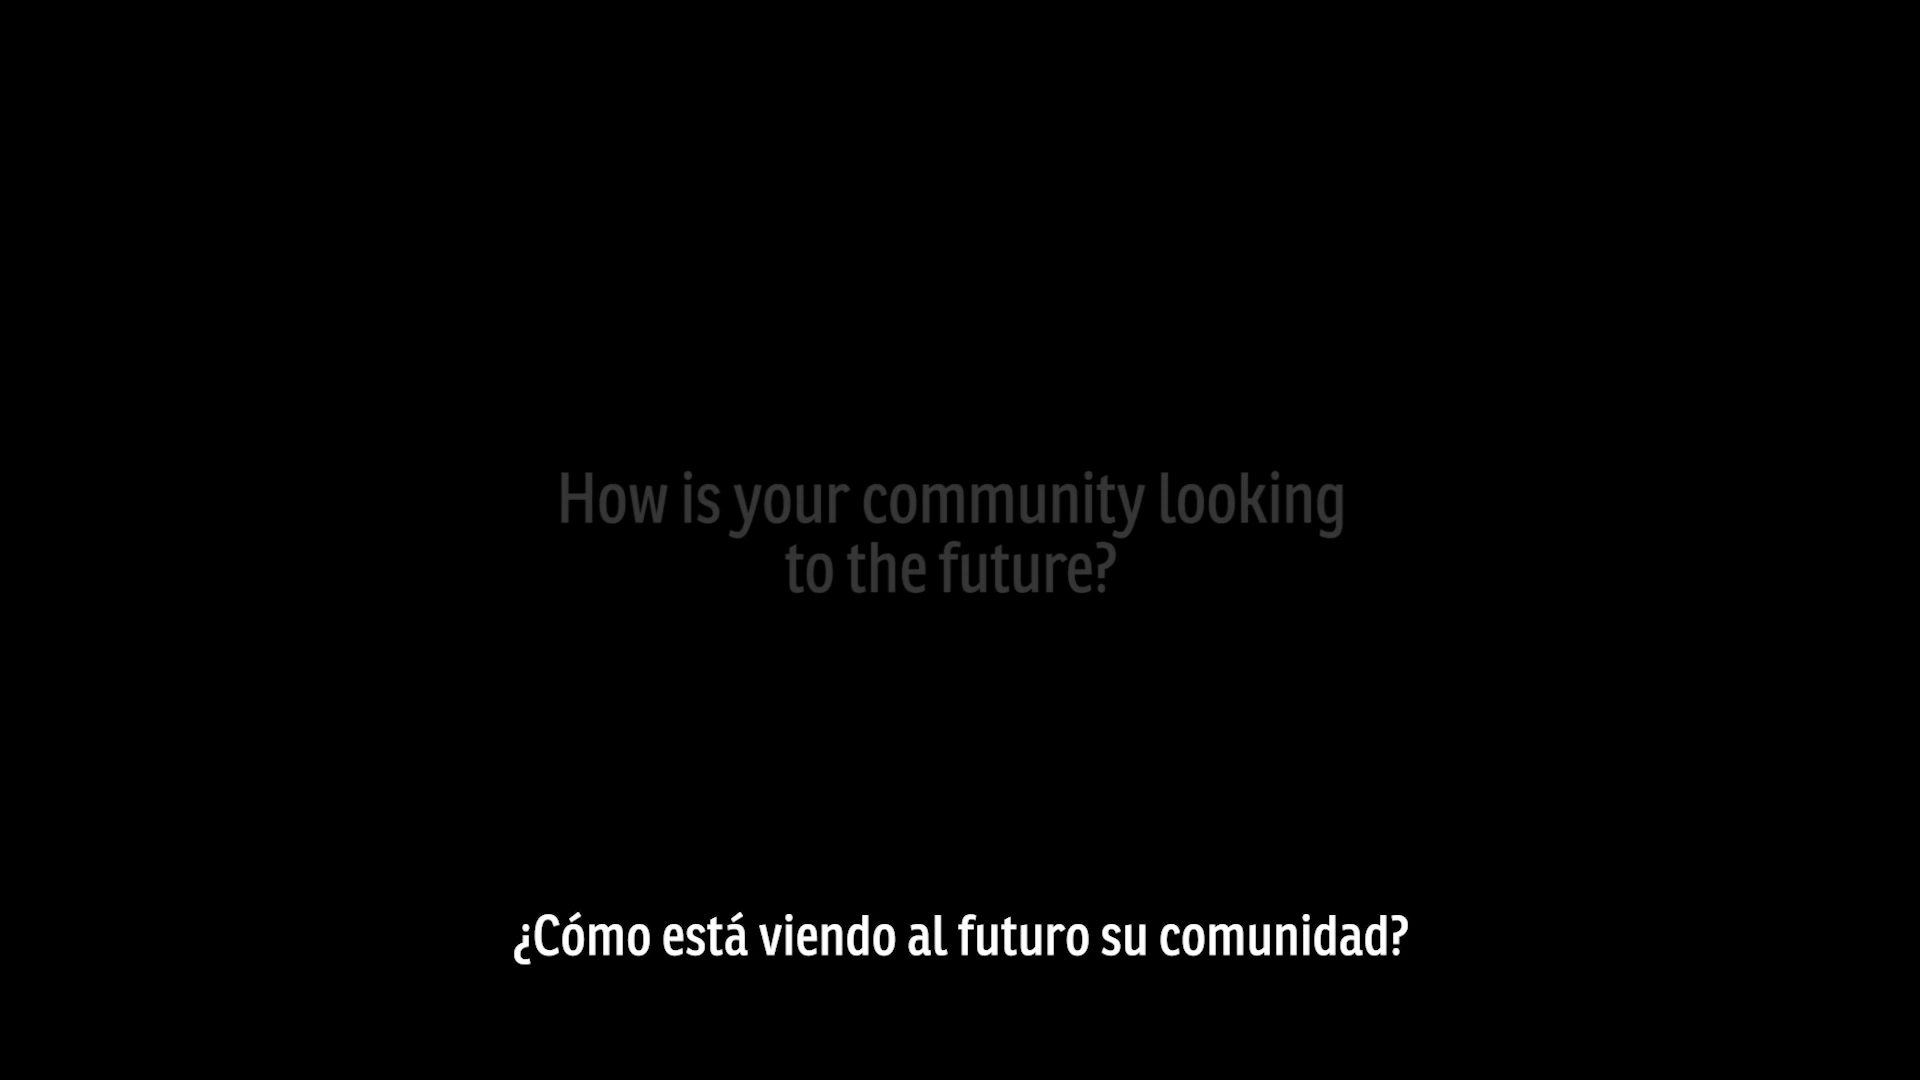 How is your community looking
to the future?
¿Cómo está viendo al futuro su comunidad?